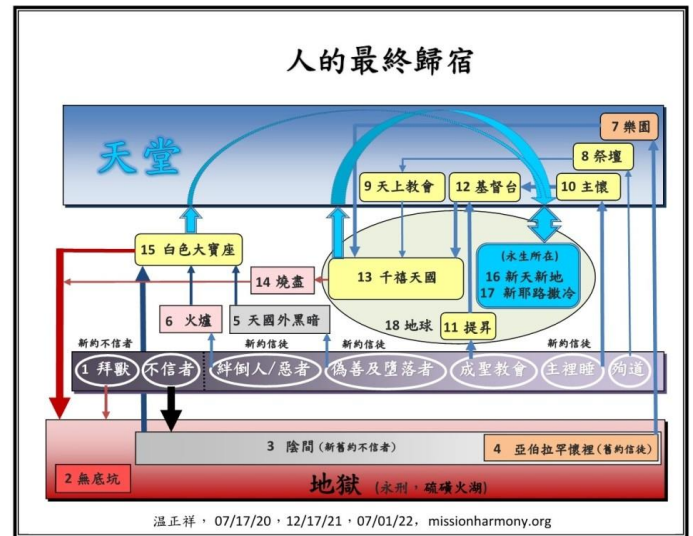 人的最終歸宿
天堂
7 樂園
8 祭壇
9 天上教會
12 基督台
10 主懷
15 白色大寶座
(永生所在)
16 新天新地
17 新耶路撒冷
14 燒盡
13 千禧天國
6 火爐
5 天國外黑暗
18 地球
11 提昇
新約不信者
新約信徒
新約信徒
新約信徒
1 拜獸
不信者
絆倒人/惡者
偽善及墮落者
成聖教會
主裡睡
殉道
3 陰間 (新舊約不信者)
4 亞伯拉罕懷裡(舊約信徒)
2 無底坑
地獄 (永刑，硫磺火湖)
温正祥，07/17/20，12/17/21，07/01/22，missionharmony.org